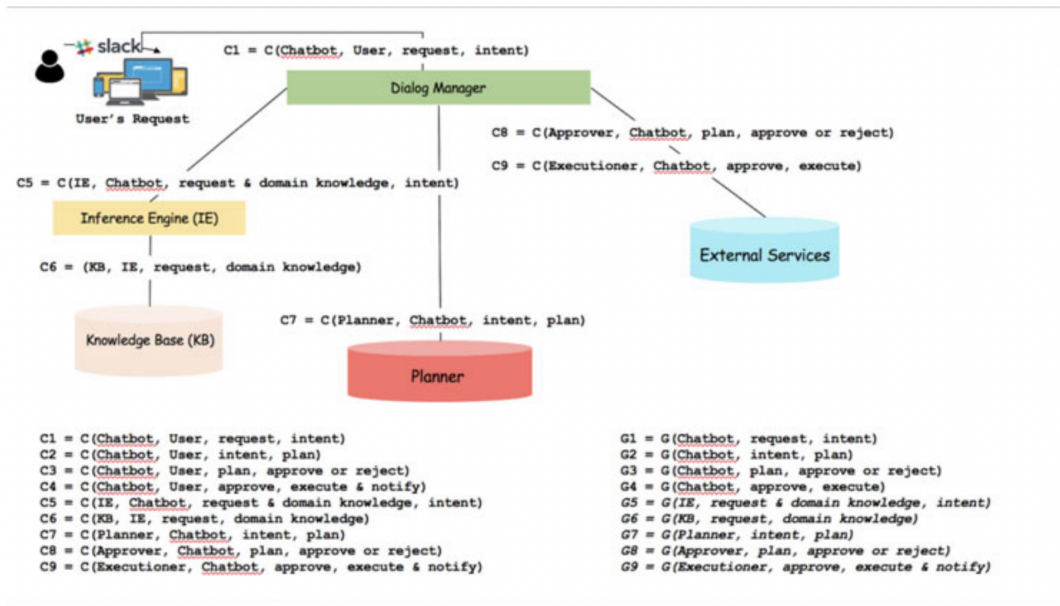 slack
C1 = C(Chatbot, User, request, intent)
Dialog Manager
User's Request
C8 = C(Approver, Chatbot, plan, approve or reject)
C9 = C(Executioner, Chatbot, approve, execute)
C5 = C(IE, Chatbot, request & domain knowledge, intent)
Inference Engine (IE)
External Services
C6 = (KB, IE, request, domain knowledge)
C7 = C(Planner, Chatbot, intent, plan)
Knowledge Base (KB)
Planner
C1 = C(Chatbot, User, request, intent)
C2 = C(Chatbot, User, intent, plan)
C3 = C(Chatbot, User, plan, approve or reject)
C4 = C(Chatbot, User, approve, execute & notify)
C5 = C(IE, Chatbot, request & domain knowledge, intent)
C6 = C(KB, IE, request, domain knowledge)
C7 = C(Planner, Chatbot, intent, plan)
C8 = C(Approver, Chatbot, plan, approve or reject)
C9 = C(Executioner, Chatbot, approve, execute & notify)
G1 = G(Chatbot, request, intent)
G2 = G(Chatbot, intent, plan)
G3 = G(Chatbot, plan, approve or reject)
G4 = G(Chatbot, approve, execute)
G5 = G(IE, request & domain knowledge, intent)
G6 = G(KB, request, domain knowledge)
G7 = G(Planner, intent, plan)
G8 = G(Approver, plan, approve or reject)
G9 = G(Executioner, approve, execute & notify)